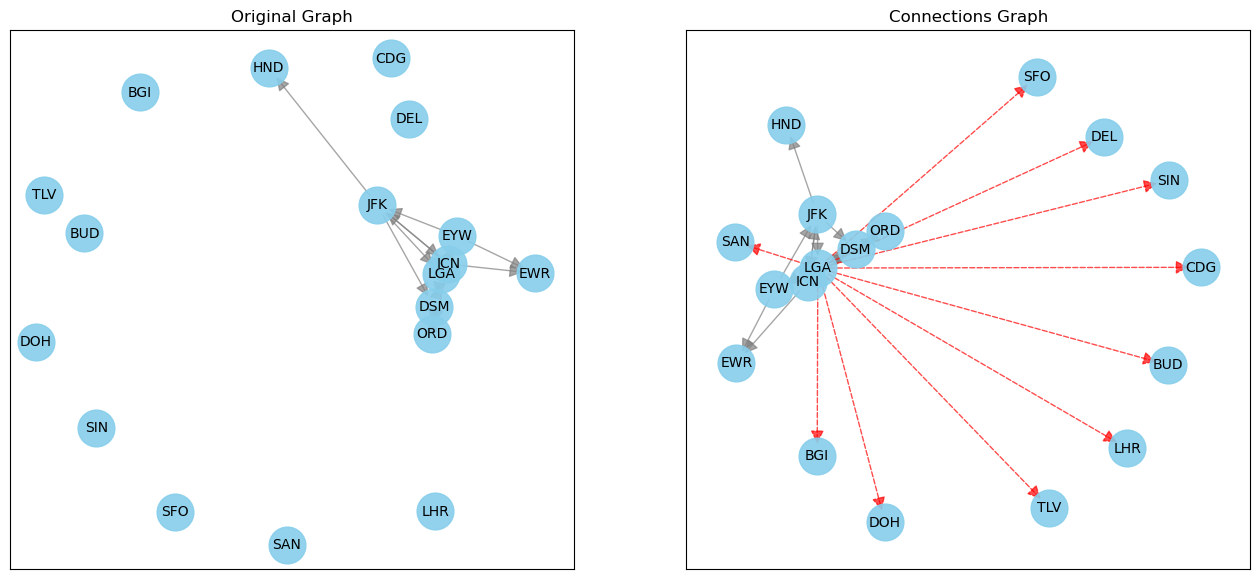 Original Graph
CDG
HND
BGI
DEL
TLV
JFK
BUD
EYW
ICN
LGA
EWR
DSM
ORD
DOH
SIN
SFO
LHR
SAN
Connections Graph
SFO
HND
DEL
SIN
JFK
ORD
SAN
DSM
LGA
CDG
ICN
EYW
EWR
BUD
LHR
BGI
TLV
DOH